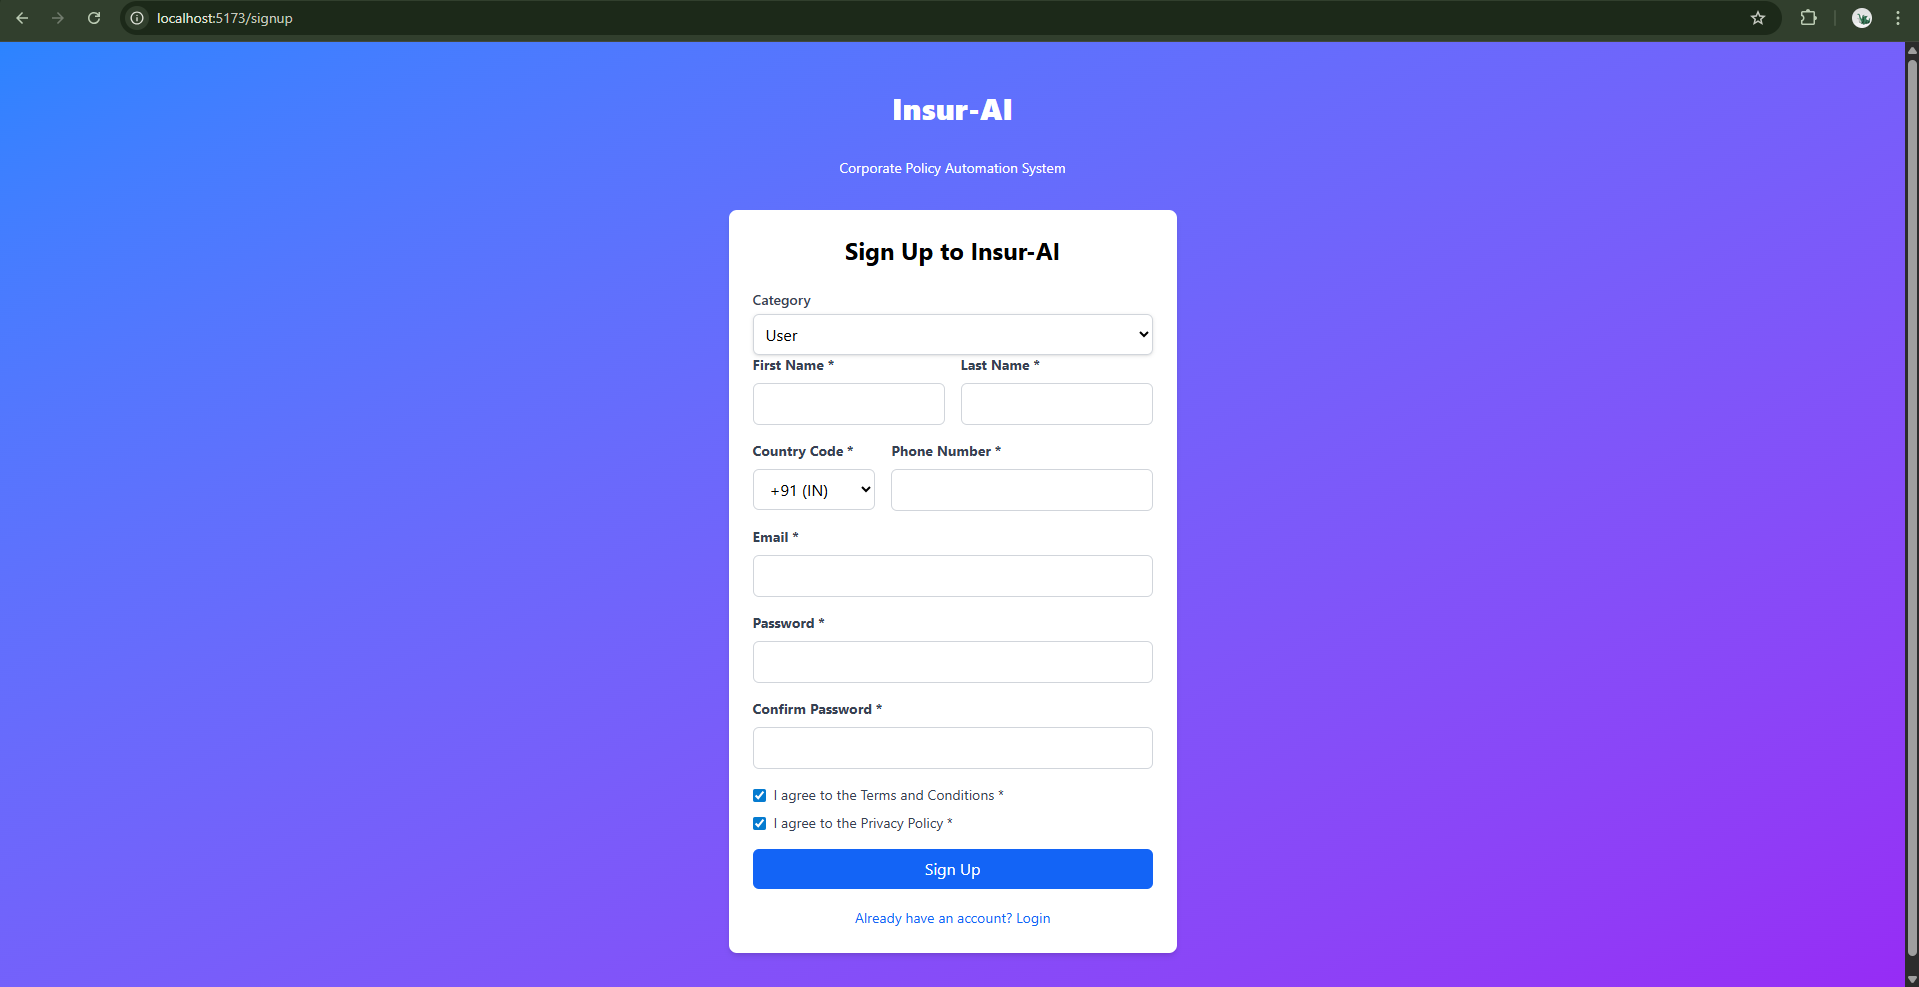 localhost:5173/signup
Insur-AI
Corporate Policy Automation System
Sign Up to Insur-AI
Category
User
First Name * Last Name *
Country Code * Phone Number *
+91 (IN)
Email *
Password *
Confirm Password *
I agree to the Terms and Conditions *
I agree to the Privacy Policy *
Sign Up
Already have an account? Login